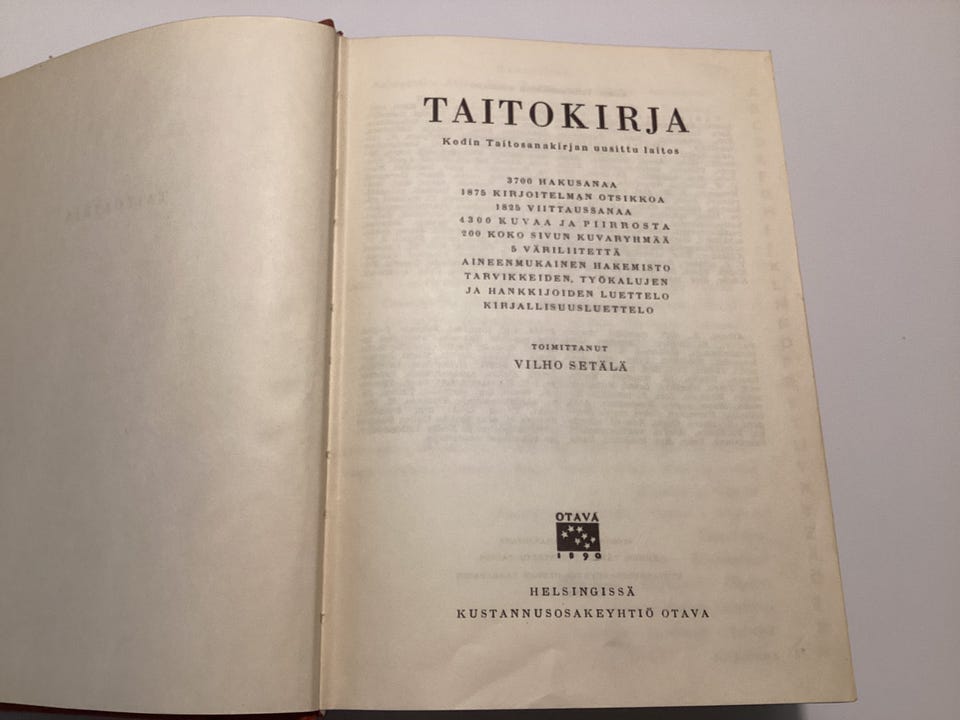 TAITOKIRJA
Kodin Taitosanakirjan uusittu laitos
3700 HAKUSANAA
1875 KIRJOITELMAN OTSIKKOA
1825 VIITTAUSSANAA
4300 KUVAA JA PIIRROSTA
200 KOKO SIVUN KUVARYHMÄÄ
5 VÄRILIITETTÄ
AINEENMUKAINEN HAKEMISTO
TARVIKKEIDEN, TYÖKALUJEN
JA HANKKIJOIDEN LUETTELO
KIRJALLISUUSLUETTELO
TOIMITTANUT
VILHO SETÄLÄ
OTAVA
1890
HELSINGISSÄ
KUSTANNUSOSAKEYHTIÖ OTAVA